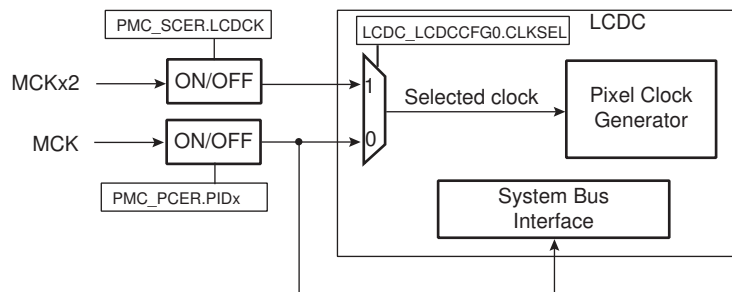 PMC_SCER.LCDCK
LCDC_LCDCCFG0.CLKSEL
LCDC
MCKx2
ON/OFF
1
Selected clock
Pixel Clock
Generator
MCK
ON/OFF
0
PMC_PCER.PIDx
System Bus
Interface